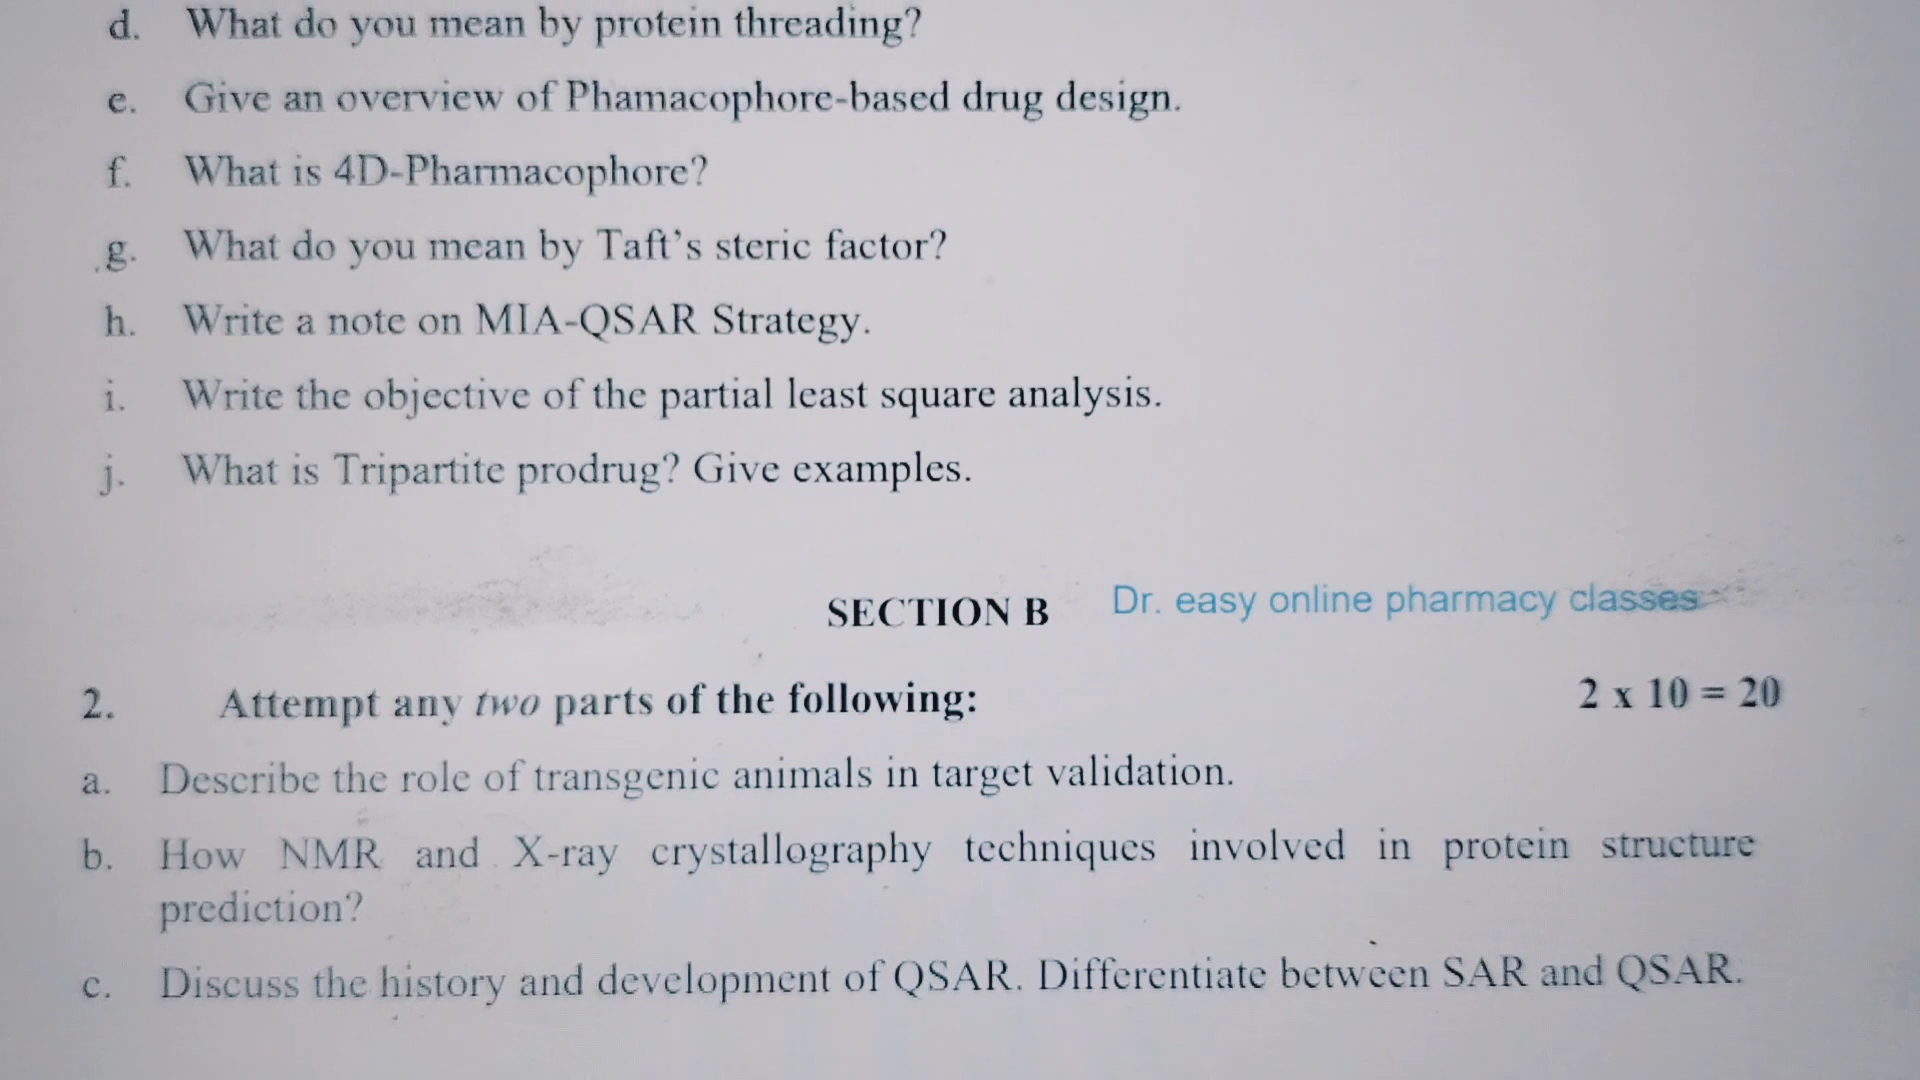 d. What do you mean by protein threading?
e. Give an overview of Phamacophore-based drug design.
f. What is 4D-Pharmacophore?
g. What do you mean by Taft's steric factor?
h. Write a note on MIA-QSAR Strategy.
i. Write the objective of the partial least square analysis.
j. What is Tripartite prodrug? Give examples.
SECTION B Dr. easy online pharmacy classes
2. Attempt any two parts of the following: 2 x 10 = 20
a. Describe the role of transgenic animals in target validation.
b. How NMR and X-ray crystallography techniques involved in protein structure
prediction?
c. Discuss the history and development of QSAR. Differentiate between SAR and QSAR.